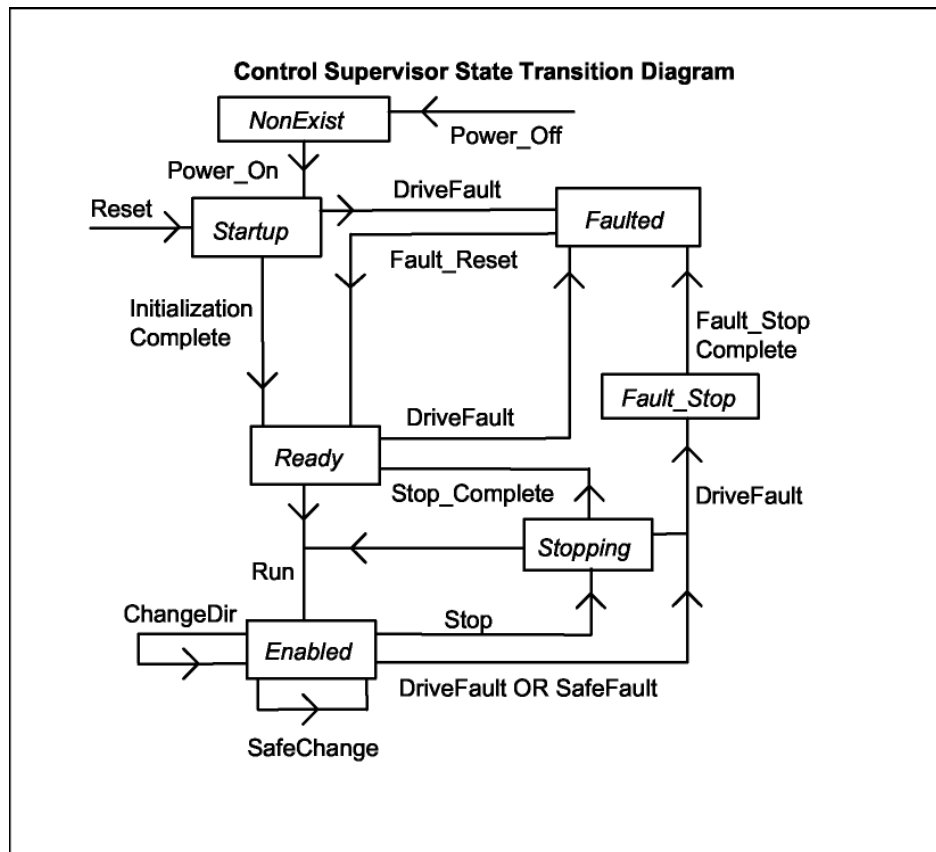 Control Supervisor State Transition Diagram
NonExist
Power_Off
Power_On
DriveFault
Reset
Startup
Faulted
Fault_Reset
Initialization
Complete
Fault_Stop
Complete
Fault_Stop
DriveFault
Ready
Stop_Complete
DriveFault
Stopping
Run
ChangeDir
Stop
Enabled
DriveFault OR SafeFault
SafeChange